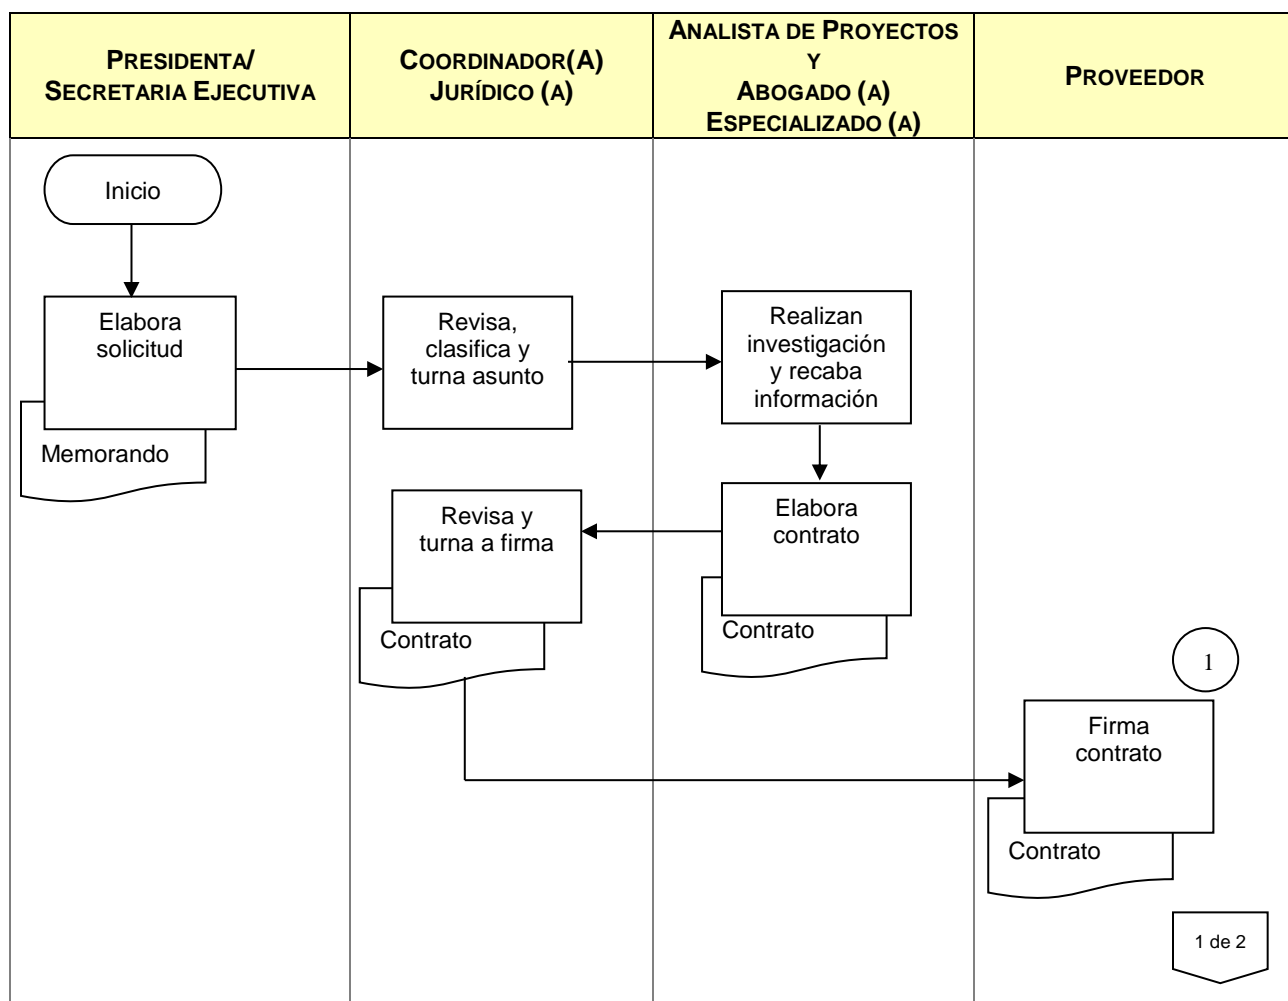 PRESIDENTA/
SECRETARIA EJECUTIVA
COORDINADOR(A)
JURÍDICO (A)
ANALISTA DE PROYECTOS
Y
ABOGADO (A)
ESPECIALIZADO (A)
PROVEEDOR
Inicio
Elabora
solicitud
Memorando
Revisa,
clasifica y
turna asunto
Realizan
investigación
y recaba
información
Elabora
contrato
Contrato
Revisa y
turna a firma
Contrato
1
Firma
contrato
Contrato
1 de 2